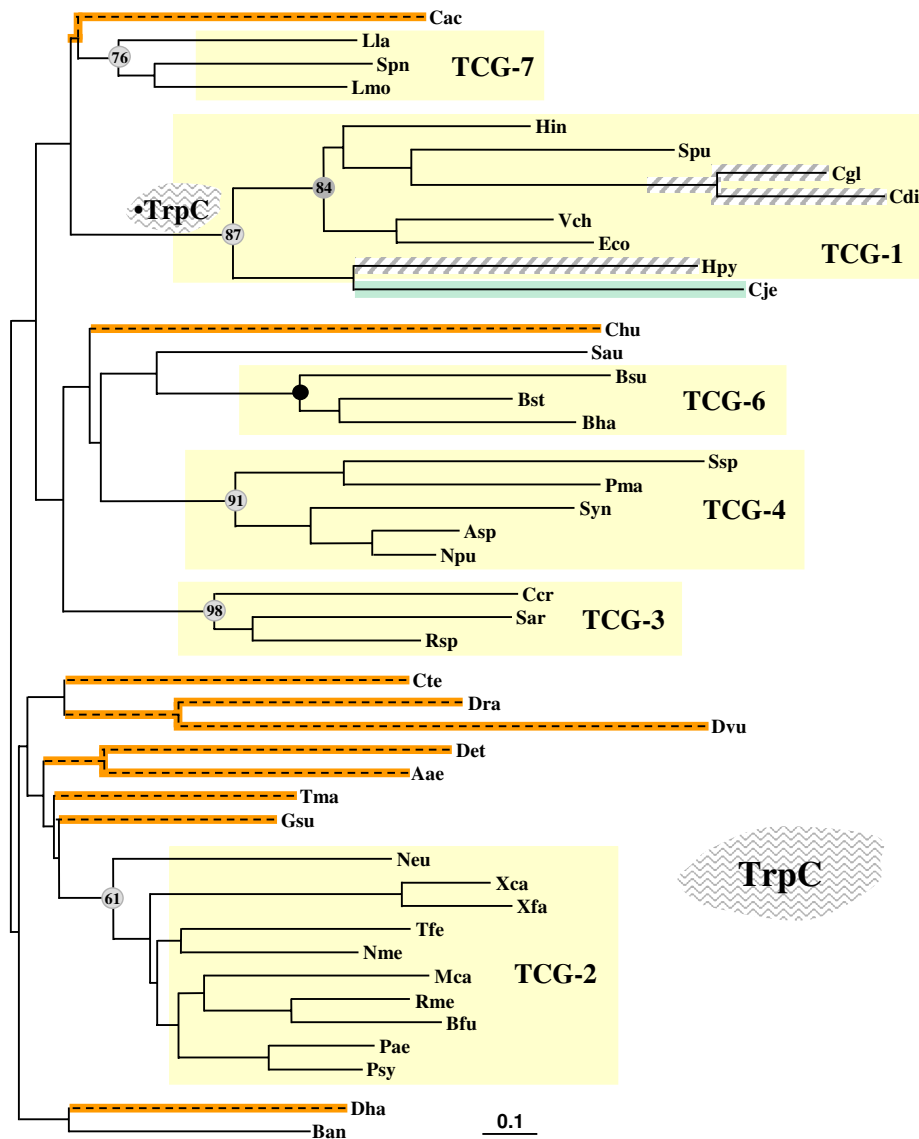 Cac
Lla
76
TCG-7
Spn
Lmo
Hin
Spu
Cgl
84
Cdi
•TrpC
Vch
87
Eco
TCG-1
Hpy
Cje
Chu
Sau
Bsu
TCG-6
Bst
Bha
Ssp
Pma
91
TCG-4
Syn
Asp
Npu
Ccr
98
Sar
TCG-3
Rsp
Cte
Dra
Dvu
Det
Aae
Tma
Gsu
Neu
TrpC
Xca
61
Xfa
Tfe
Nme
TCG-2
Mca
Rme
Bfu
Pae
Psy
Dha
0.1
Ban